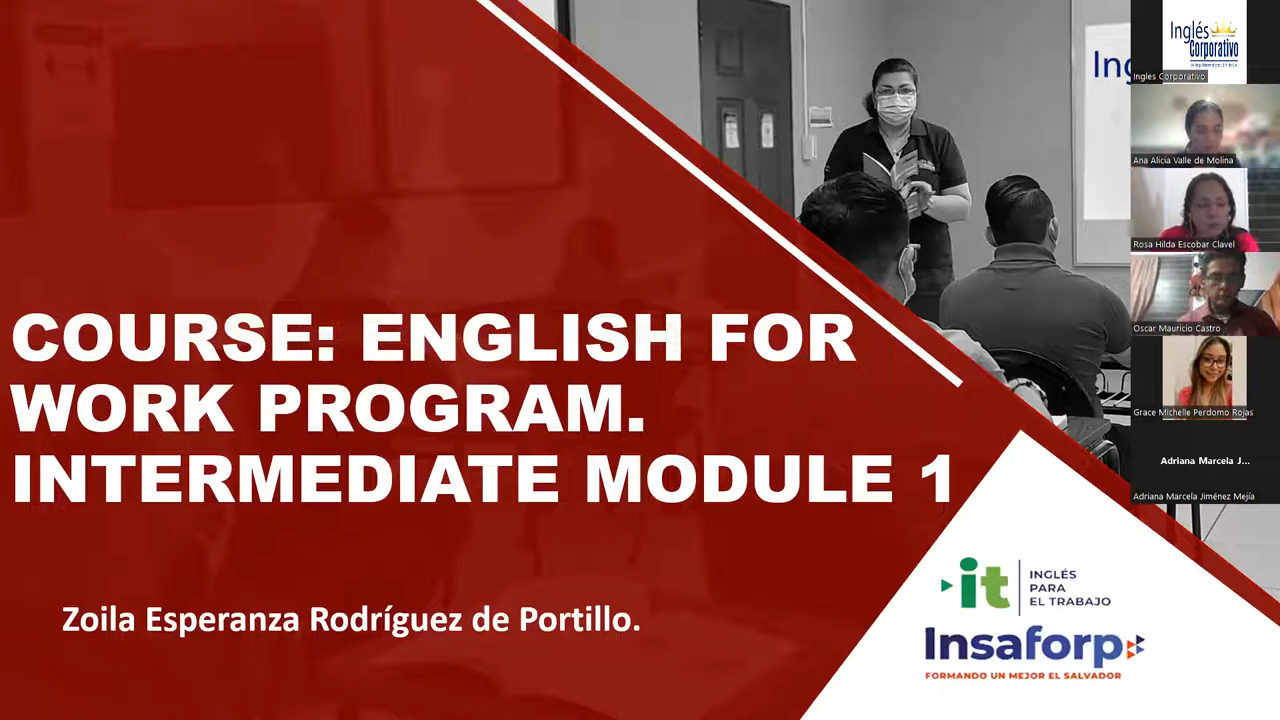 COURSE: ENGLISH FOR
WORK PROGRAM.
INTERMEDIATE MODULE 1
Zoila Esperanza Rodríguez de Portillo.
it
INGLÉS
PARA
EL TRABAJO
Insaforp
FORMANDO UN MEJOR EL SALVADOR
Ing
Inglés
Corporativo
Ingles Corporativo
Ana Alicia Valle de Molina
Rosa Hilda Escobar Clavel
Oscar Mauricio Castro
Grace Michelle Perdomo Rojas
Adriana Marcela J...
Adriana Marcela Jiménez Mejía